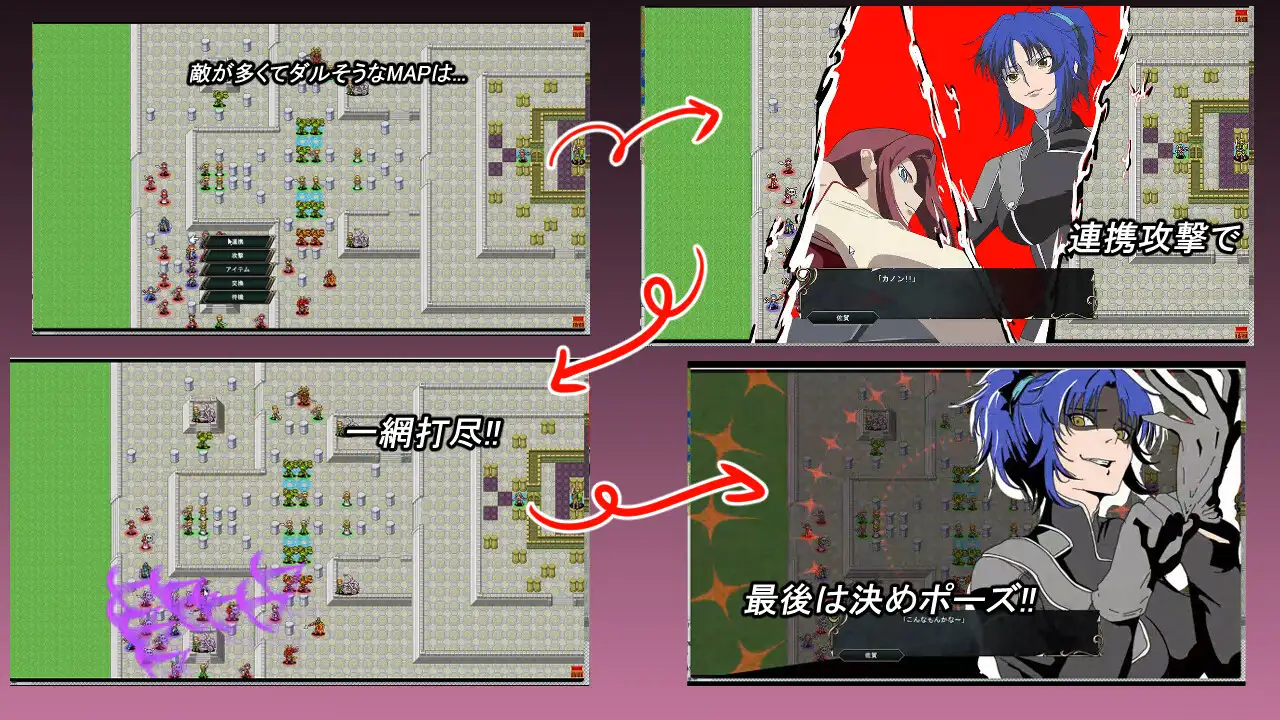 敵が多くてダルそうなMAPは...
連携
攻撃
アイテム
交換
待機
連携攻撃で
「カノン!!」
佐賀
一網打尽!!
最後は決めポーズ!!
「こんなもんかな～」
佐賀